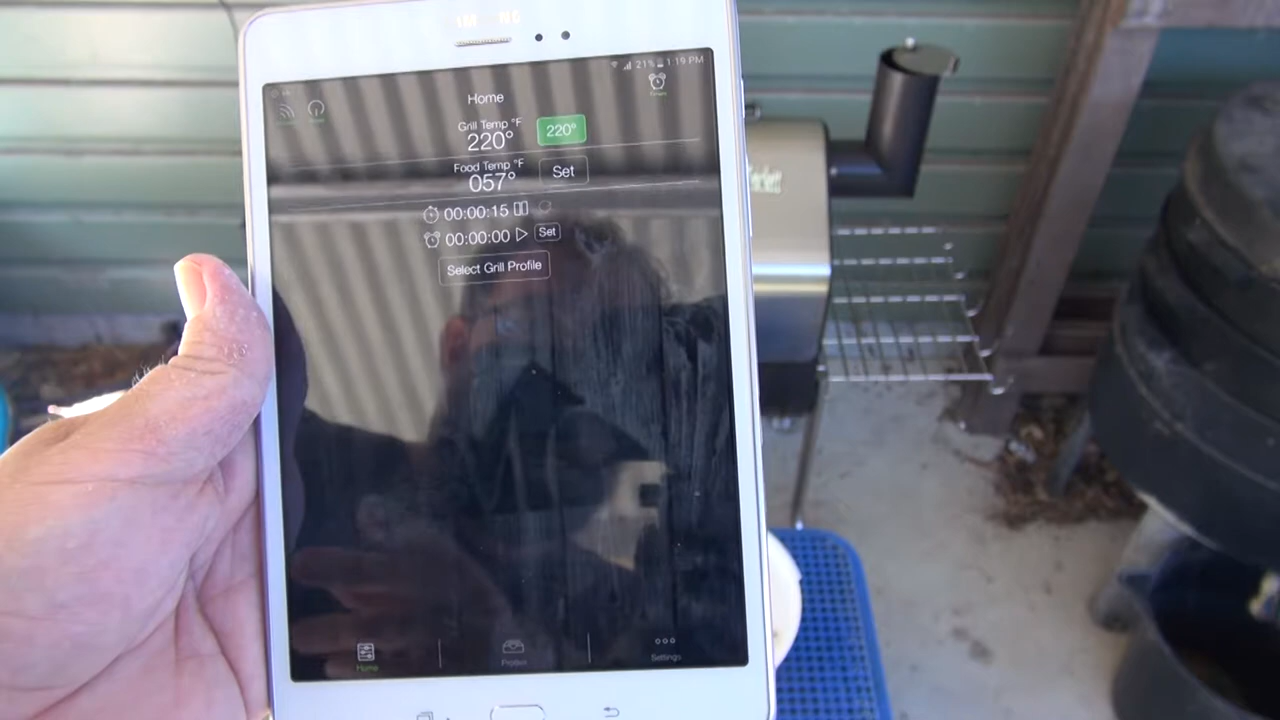 21% 1:19 PM
Home
Grill Temp °F
220° 220°
Food Temp °F
057° Set
00:00:15
00:00:00 Set
Select Grill Profile
Home Profiles Settings